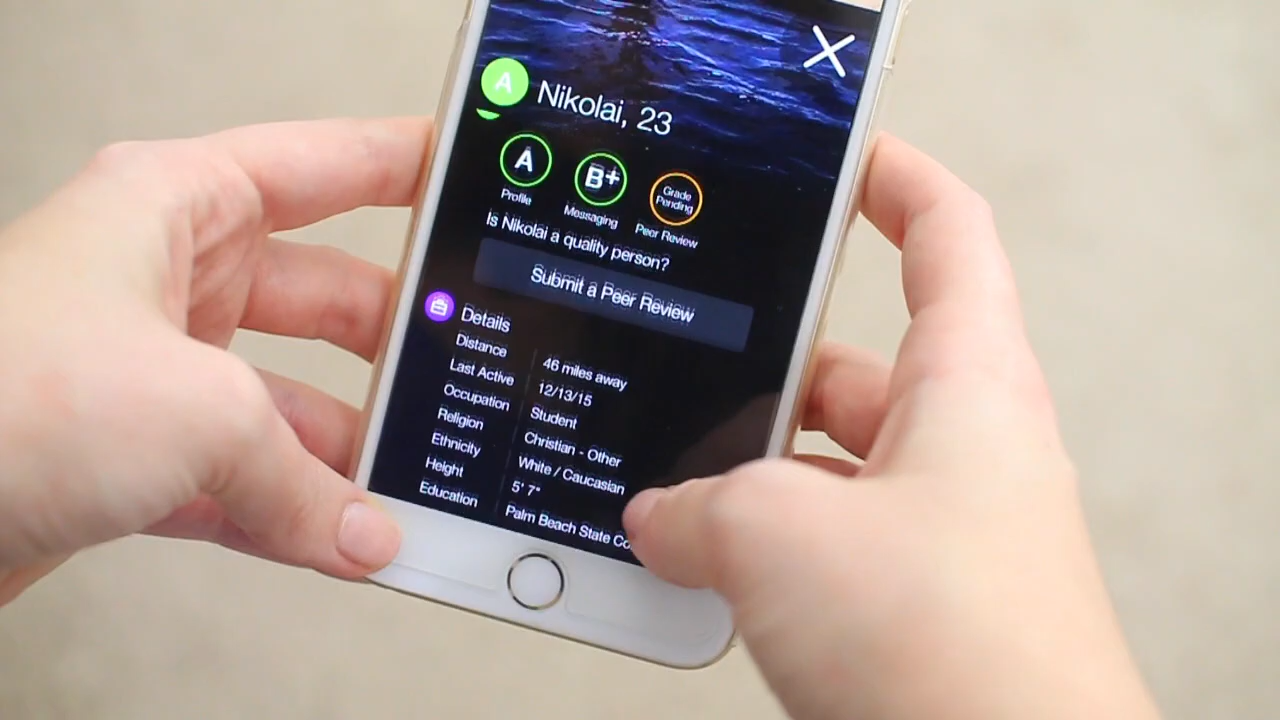 A
Nikolai, 23
A
B+
Grade
Pending
Profile
Messaging
Peer Review
Is Nikolai a quality person?
Submit a Peer Review
Details
Distance 46 miles away
Last Active 12/13/15
Occupation Student
Religion Christian - Other
Ethnicity White / Caucasian
Height 5' 7"
Education Palm Beach State